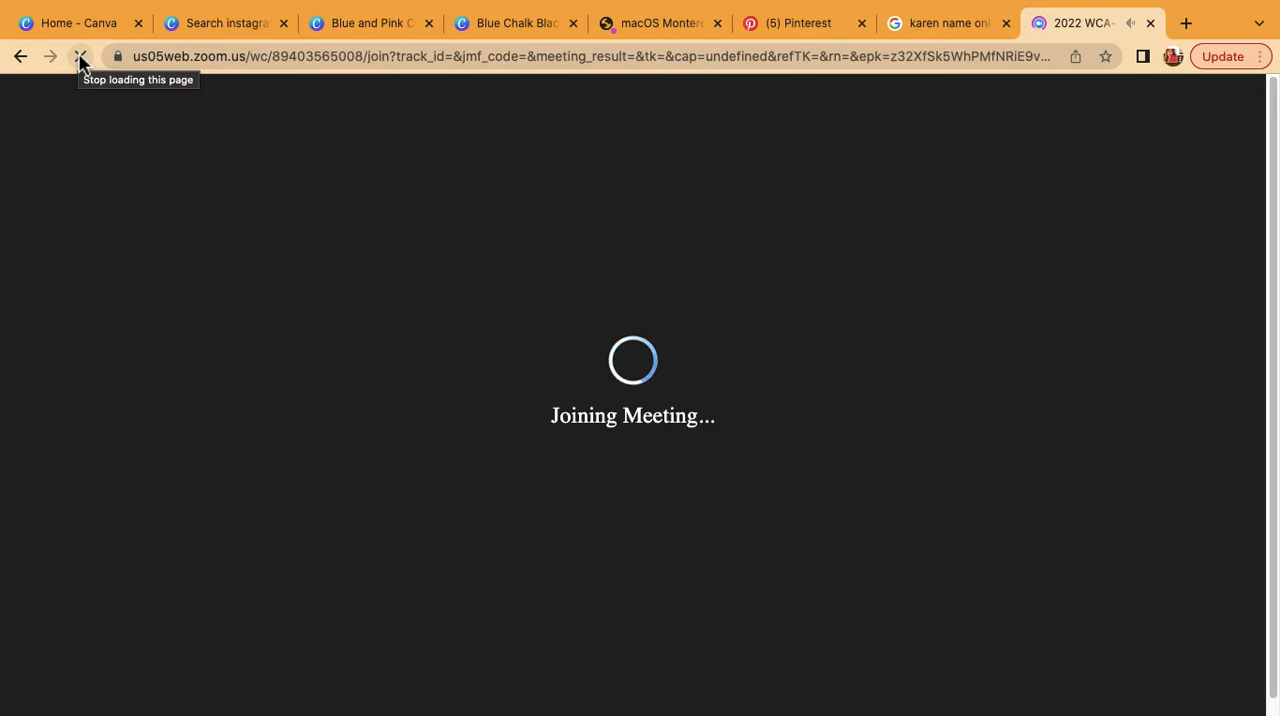 Home - Canva
Search instagra
Blue and Pink C
Blue Chalk Blac
macOS Montere
(5) Pinterest
karen name onl
2022 WCA-
us05web.zoom.us/wc/89403565008/join?track_id=&jmf_code=&meeting_result=&tk=&cap=undefined&refTK=&rn=&epk=z32XfSk5WhPMfNRiE9v...
Update
Stop loading this page
Joining Meeting...